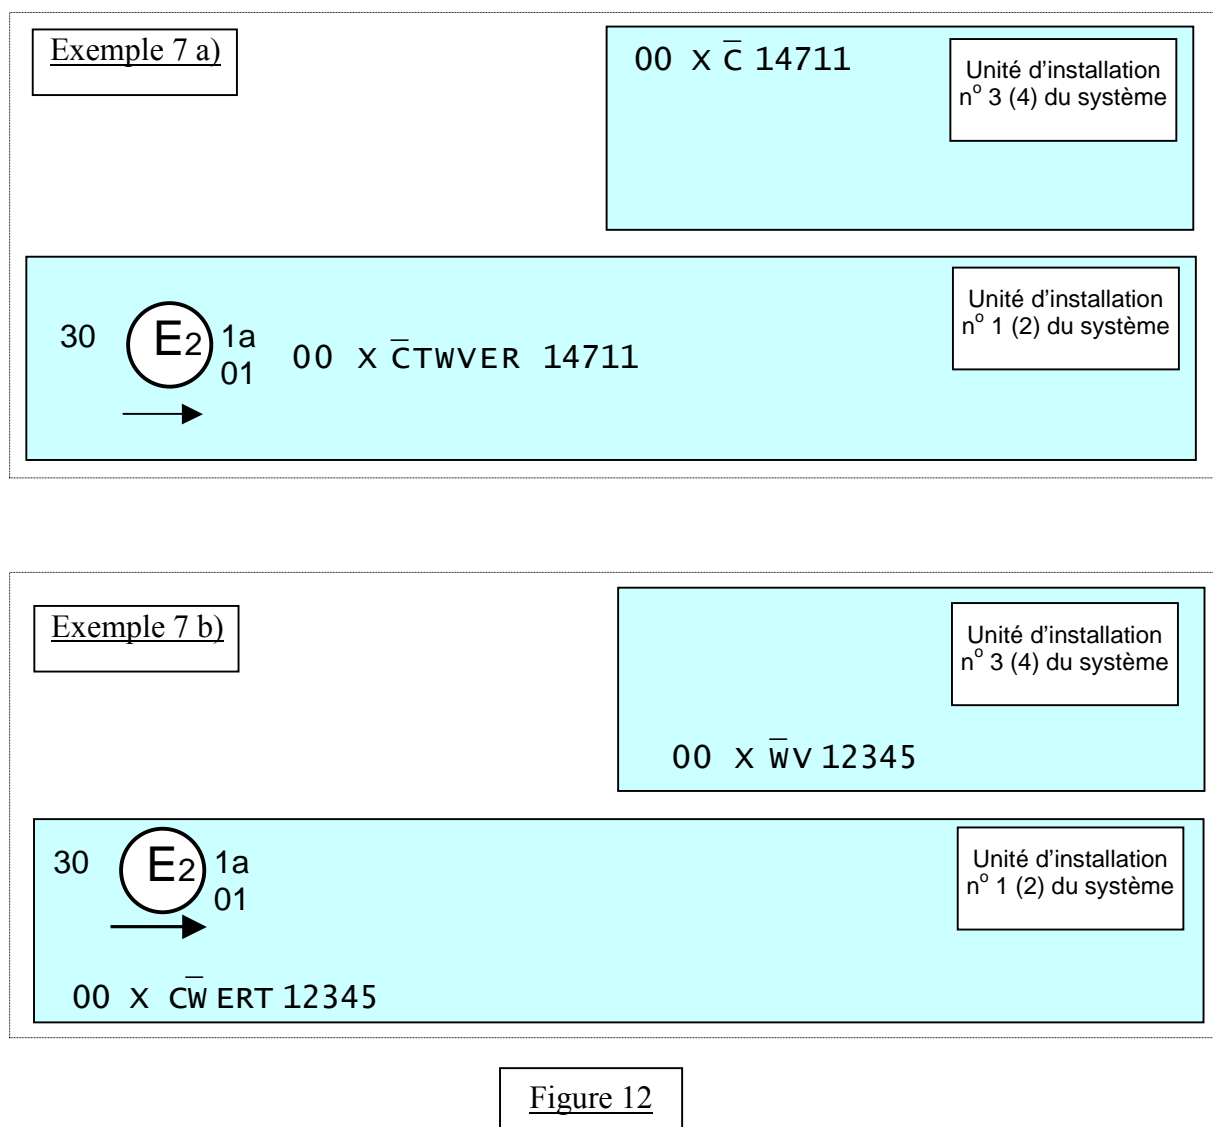 Exemple 7 a)
00 X C̅ 14711
Unité d'installation
n° 3 (4) du système
30 E2 1a
01
00 X C̅TWVER 14711
Unité d'installation
n° 1 (2) du système
Exemple 7 b)
Unité d'installation
n° 3 (4) du système
00 X W̅V 12345
30 E2 1a
01
Unité d'installation
n° 1 (2) du système
00 X CW̅ ERT 12345
Figure 12